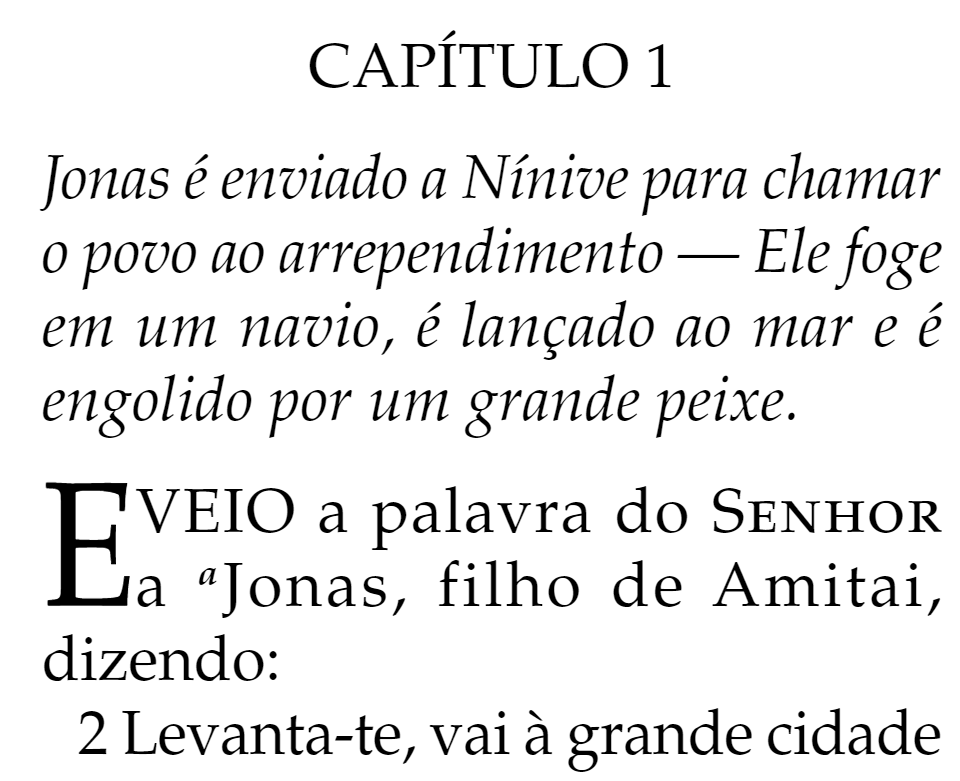 CAPÍTULO 1
Jonas é enviado a Nínive para chamar
o povo ao arrependimento — Ele foge
em um navio, é lançado ao mar e é
engolido por um grande peixe.
E VEIO a palavra do SENHOR
a ᵃJonas, filho de Amitai,
dizendo:
2 Levanta-te, vai à grande cidade